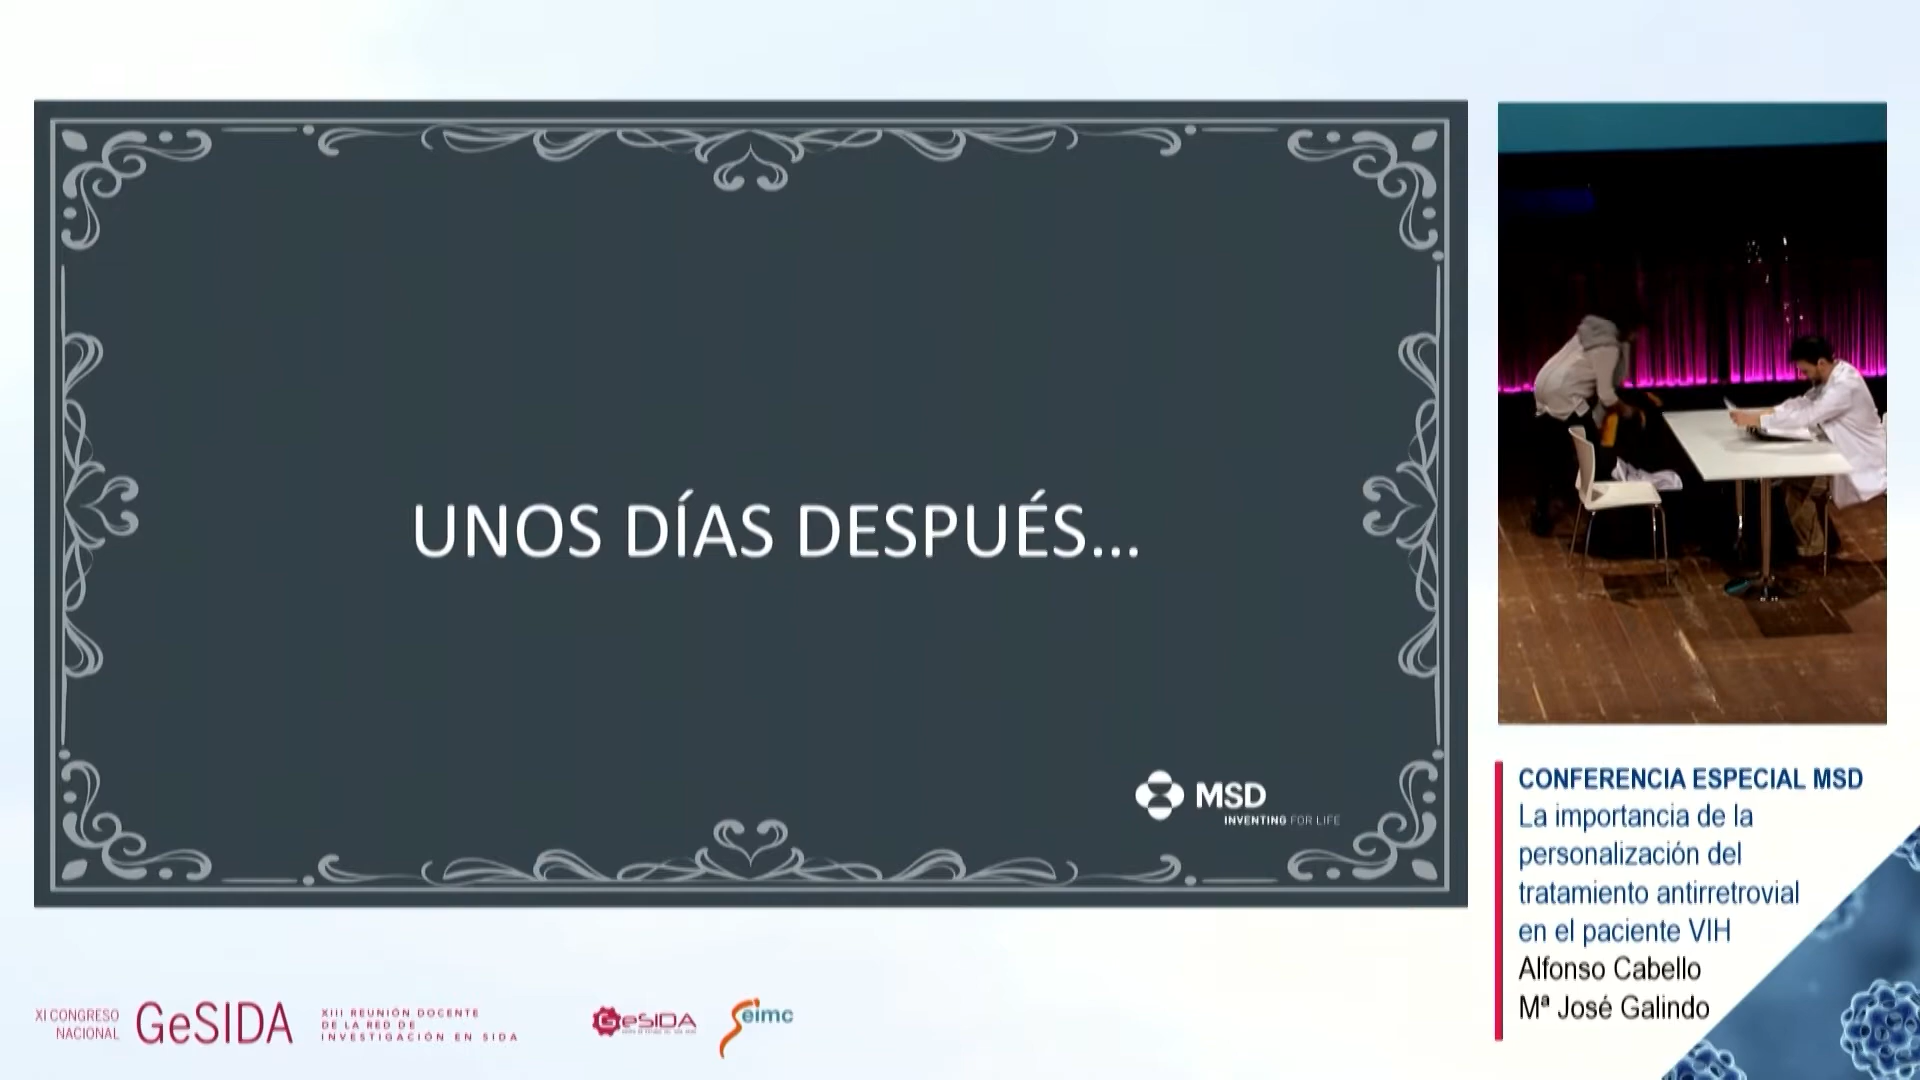 UNOS DÍAS DESPUÉS...
MSD
INVENTING FOR LIFE
CONFERENCIA ESPECIAL MSD
La importancia de la
personalización del
tratamiento antirretrovial
en el paciente VIH
Alfonso Cabello
Mª José Galindo
XI CONGRESO
NACIONAL
GeSIDA
XIII REUNIÓN DOCENTE
DE LA RED DE
INVESTIGACIÓN EN SIDA
GeSIDA
Seimc